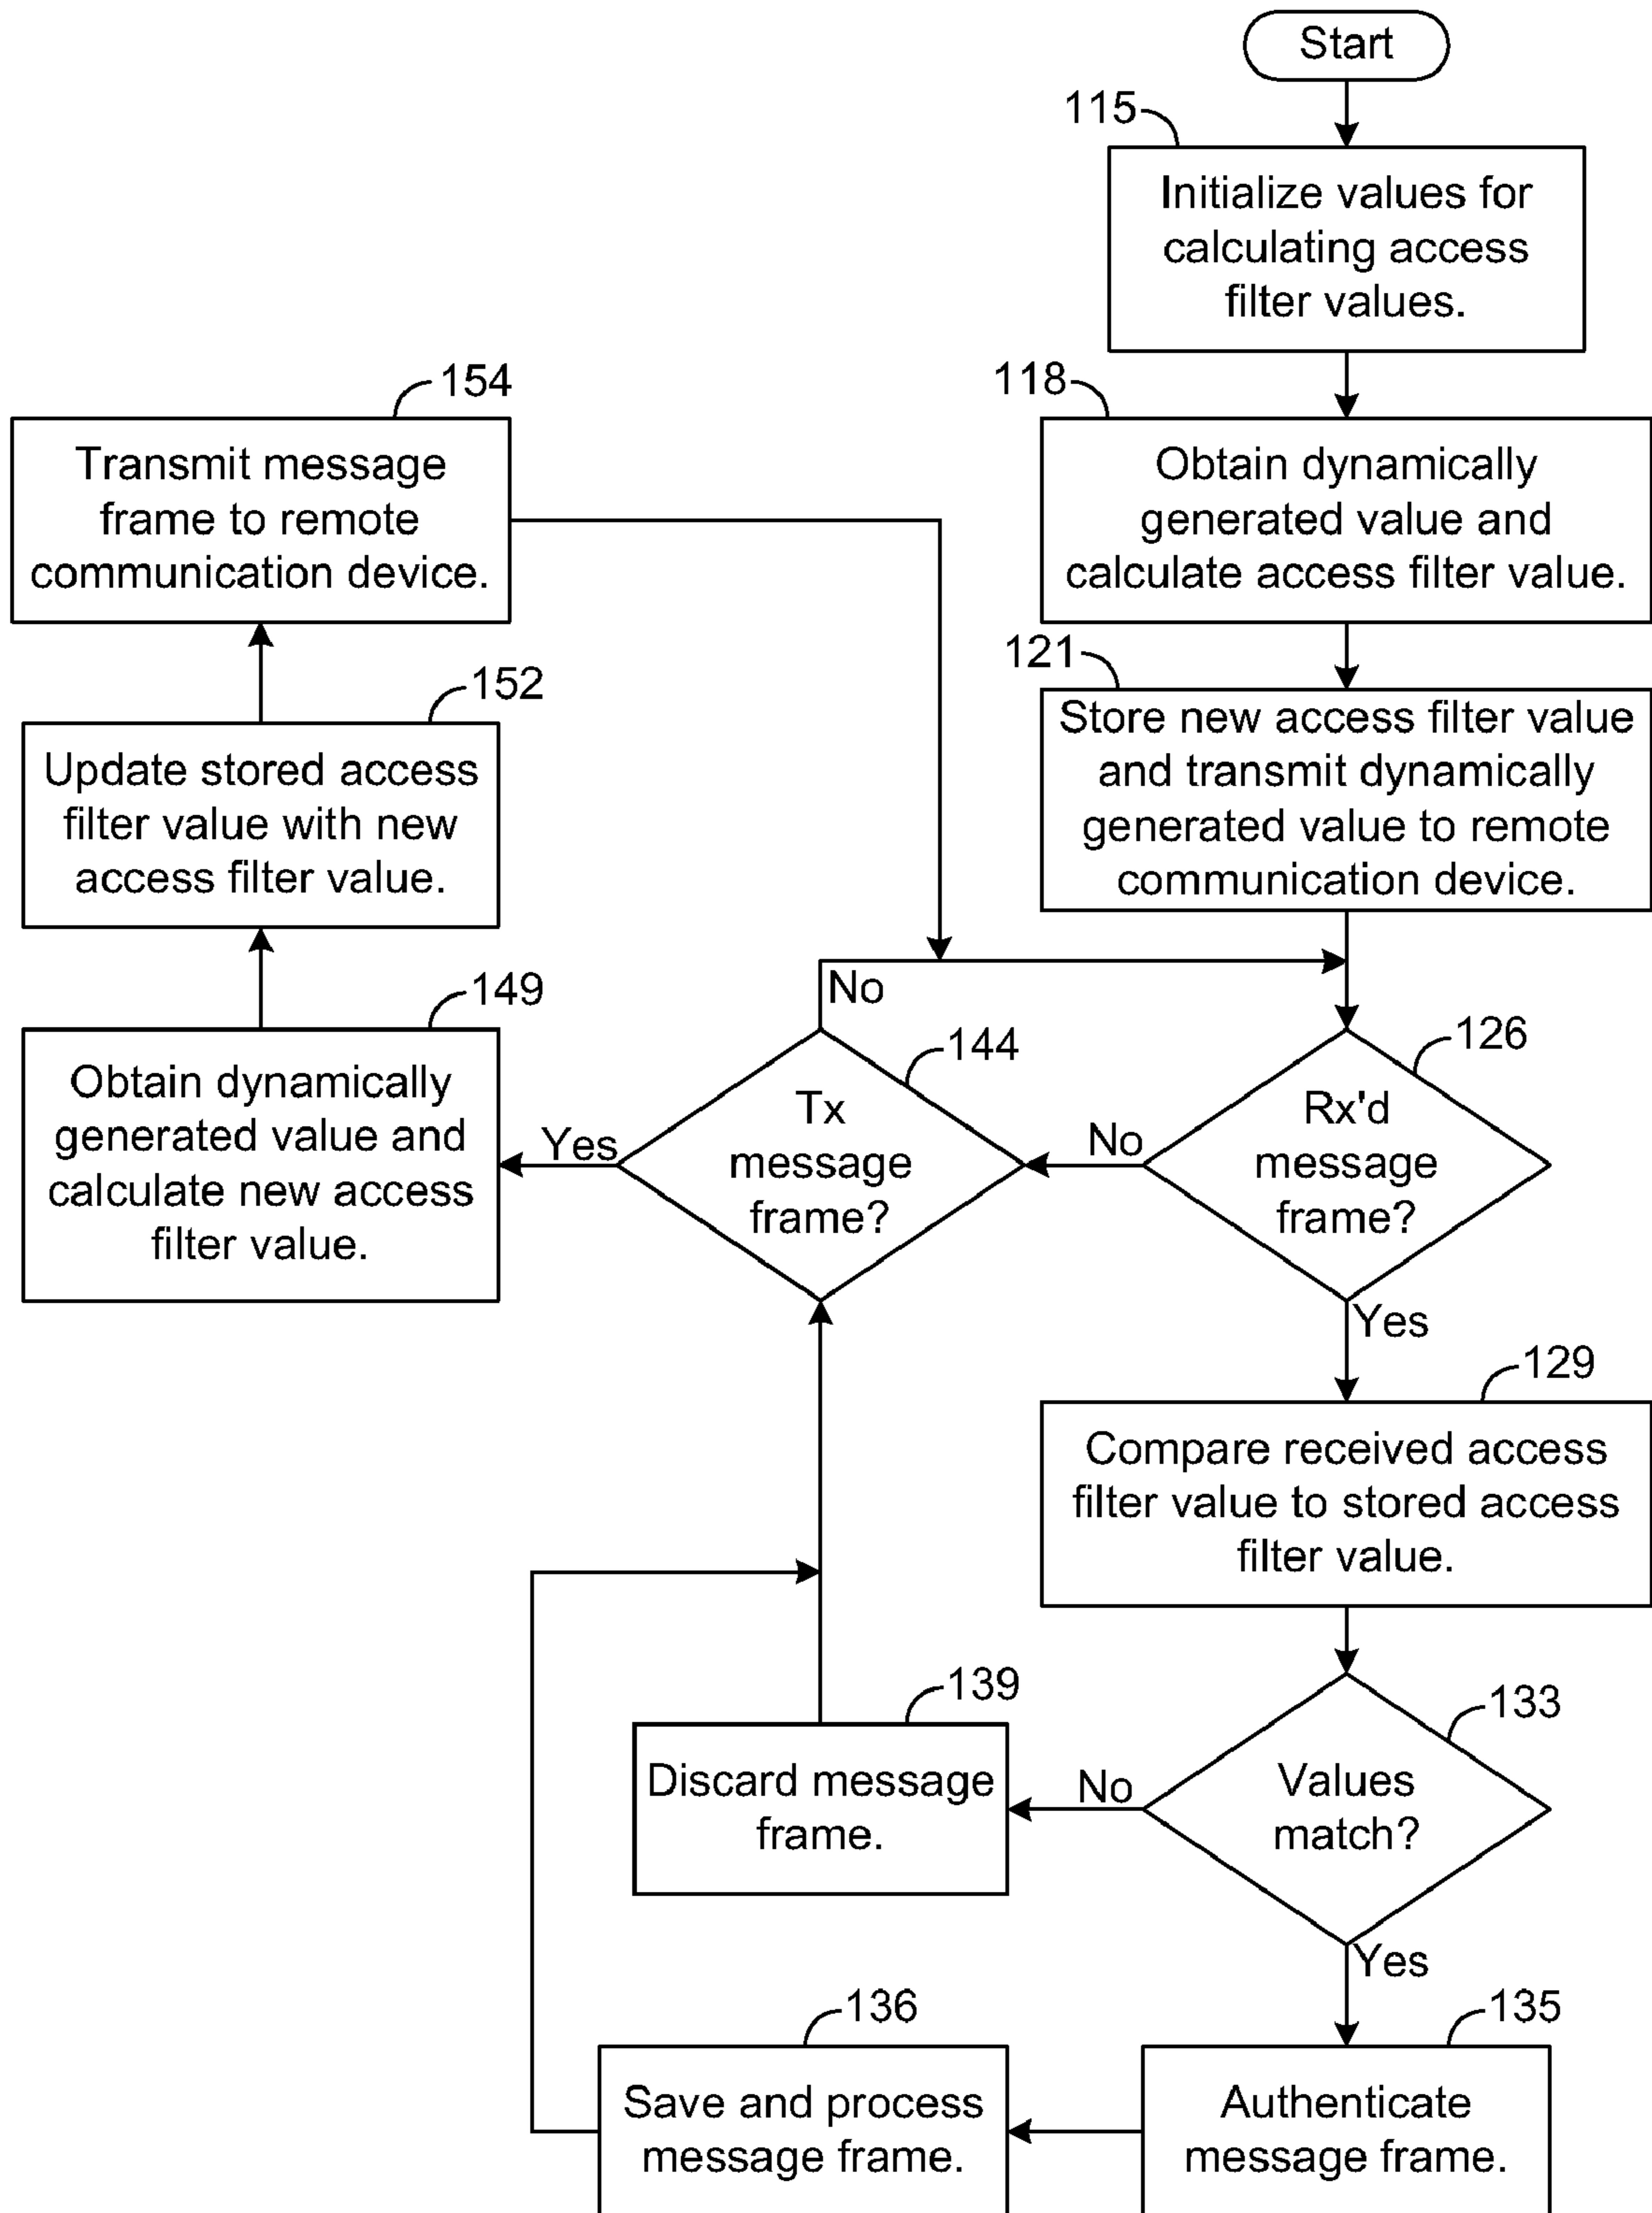 Start
115
Initialize values for
calculating access
filter values.
118
Obtain dynamically
generated value and
calculate access filter value.
121
Store new access filter value
and transmit dynamically
generated value to remote
communication device.
154
Transmit message
frame to remote
communication device.
152
Update stored access
filter value with new
access filter value.
149
Obtain dynamically
generated value and
calculate new access
filter value.
No
144
Tx
message
frame?
Yes
No
126
Rx'd
message
frame?
Yes
129
Compare received access
filter value to stored access
filter value.
133
Values
match?
No
139
Discard message
frame.
Yes
135
Authenticate
message frame.
136
Save and process
message frame.